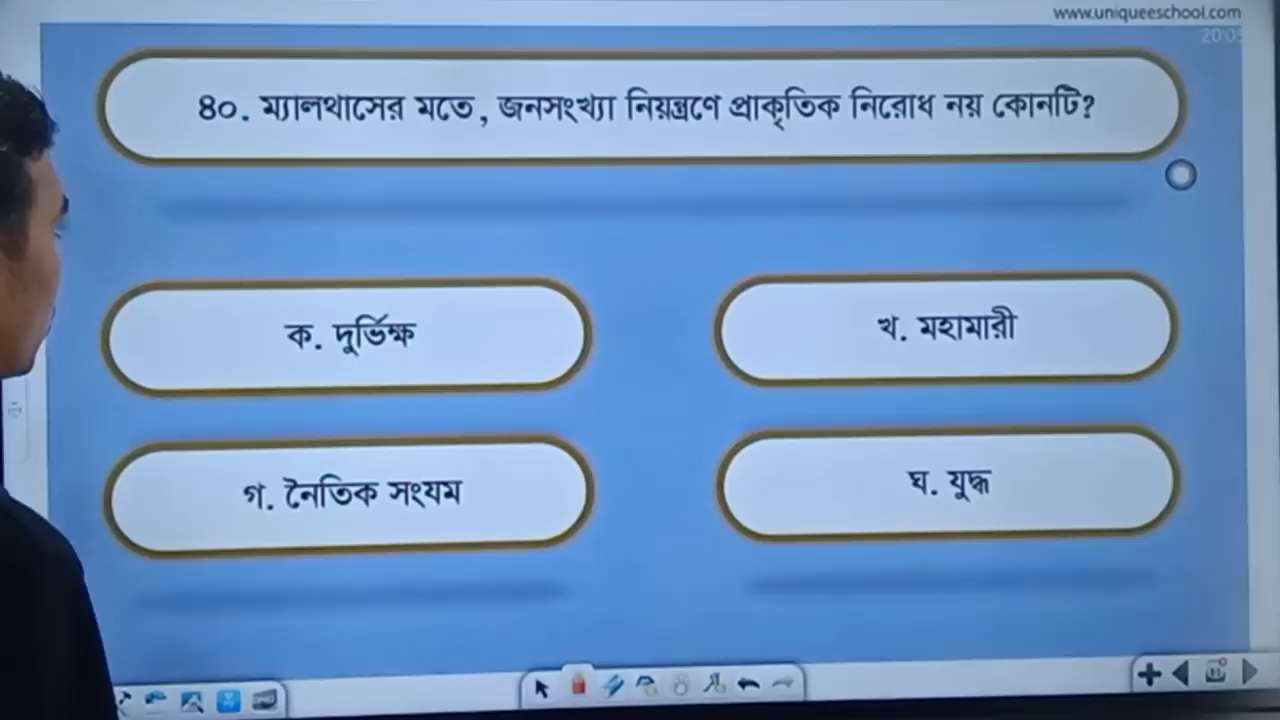 www.uniqueeschool.com
৪০. ম্যালথাসের মতে, জনসংখ্যা নিয়ন্ত্রণে প্রাকৃতিক নিরোধ নয় কোনটি?
ক. দুর্ভিক্ষ
খ. মহামারী
গ. নৈতিক সংযম
ঘ. যুদ্ধ